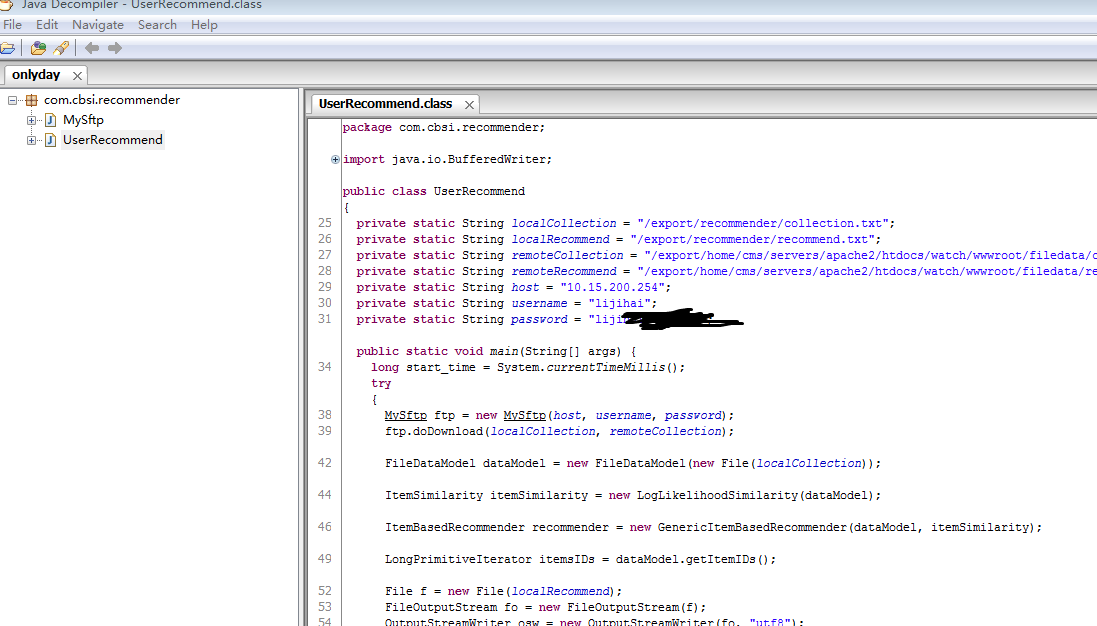 Java Decompiler - UserRecommend.class
File Edit Navigate Search Help
onlyday
com.cbsi.recommender
MySftp
UserRecommend
UserRecommend.class
package com.cbsi.recommender;
import java.io.BufferedWriter;
public class UserRecommend
{
25 private static String localCollection = "/export/recommender/collection.txt";
26 private static String localRecommend = "/export/recommender/recommend.txt";
27 private static String remoteCollection = "/export/home/cms/servers/apache2/htdocs/watch/wwwroot/filedata/c
28 private static String remoteRecommend = "/export/home/cms/servers/apache2/htdocs/watch/wwwroot/filedata/re
29 private static String host = "10.15.200.254";
30 private static String username = "lijihai";
31 private static String password =
public static void main(String[] args) {
34 long start_time = System.currentTimeMillis();
try
{
38 MySftp ftp = new MySftp(host, username, password);
39 ftp.doDownload(localCollection, remoteCollection);
42 FileDataModel dataModel = new FileDataModel(new File(localCollection));
44 ItemSimilarity itemSimilarity = new LogLikelihoodSimilarity(dataModel);
46 ItemBasedRecommender recommender = new GenericItemBasedRecommender(dataModel, itemSimilarity);
49 LongPrimitiveIterator itemsIDs = dataModel.getItemIDs();
52 File f = new File(localRecommend);
53 FileOutputStream fo = new FileOutputStream(f);
54 OutputStreamWriter osw = new OutputStreamWriter(fo, "utf8");